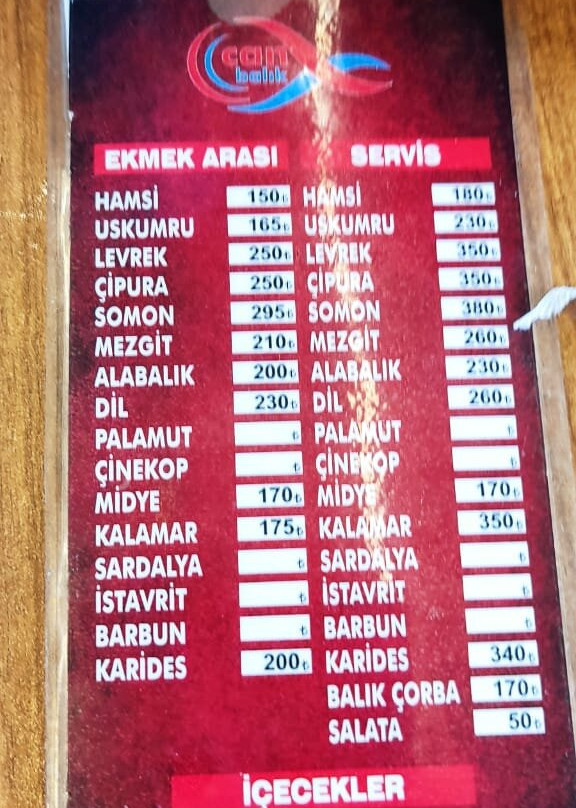 can
balık
EKMEK ARASI SERVİS
HAMSİ 150₺ HAMSİ 180₺
USKUMRU 165₺ USKUMRU 230₺
LEVREK 250₺ LEVREK 350₺
ÇİPURA 250₺ ÇİPURA 350₺
SOMON 295₺ SOMON 380₺
MEZGİT 210₺ MEZGİT 260₺
ALABALIK 200₺ ALABALIK 230₺
DİL 230₺ DİL 260₺
PALAMUT ₺ PALAMUT ₺
ÇİNEKOP ₺ ÇİNEKOP ₺
MİDYE 170₺ MİDYE 170₺
KALAMAR 175₺ KALAMAR 350₺
SARDALYA ₺ SARDALYA ₺
İSTAVRİT ₺ İSTAVRİT ₺
BARBUN ₺ BARBUN ₺
KARİDES 200₺ KARİDES 340₺
BALIK ÇORBA 170₺
SALATA 50₺
İÇECEKLER